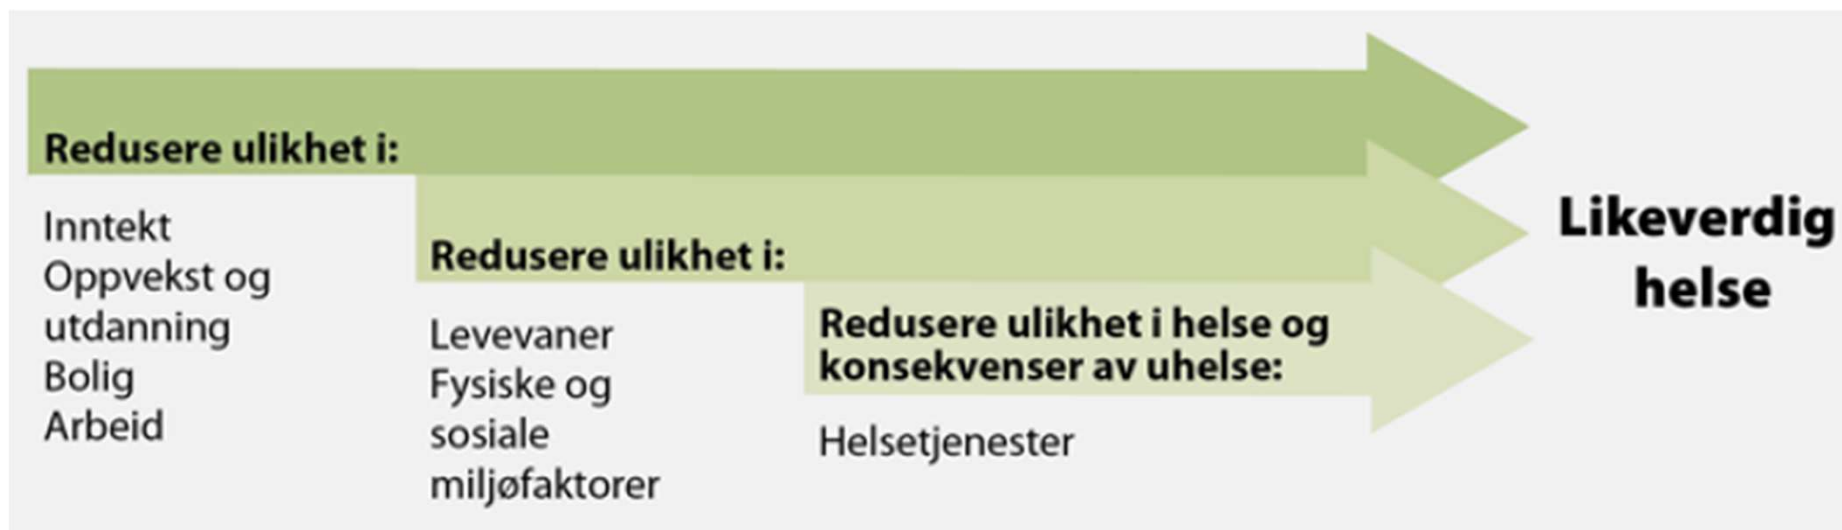 Redusere ulikhet i:
Inntekt
Oppvekst og
utdanning
Bolig
Arbeid
Redusere ulikhet i:
Levevaner
Fysiske og
sosiale
miljøfaktorer
Redusere ulikhet i helse og
konsekvenser av uhelse:
Helsetjenester
Likeverdig
helse